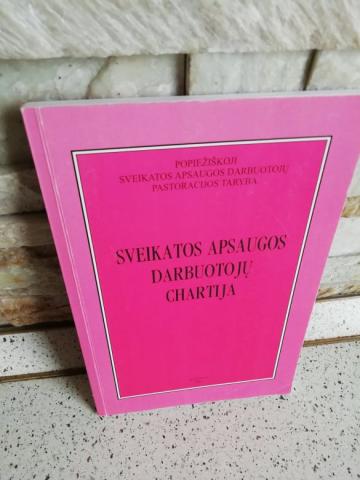 POPIEŽIŠKOJI
SVEIKATOS APSAUGOS DARBUOTOJŲ
PASTORACIJOS TARYBA
SVEIKATOS APSAUGOS
DARBUOTOJŲ
CHARTIJA